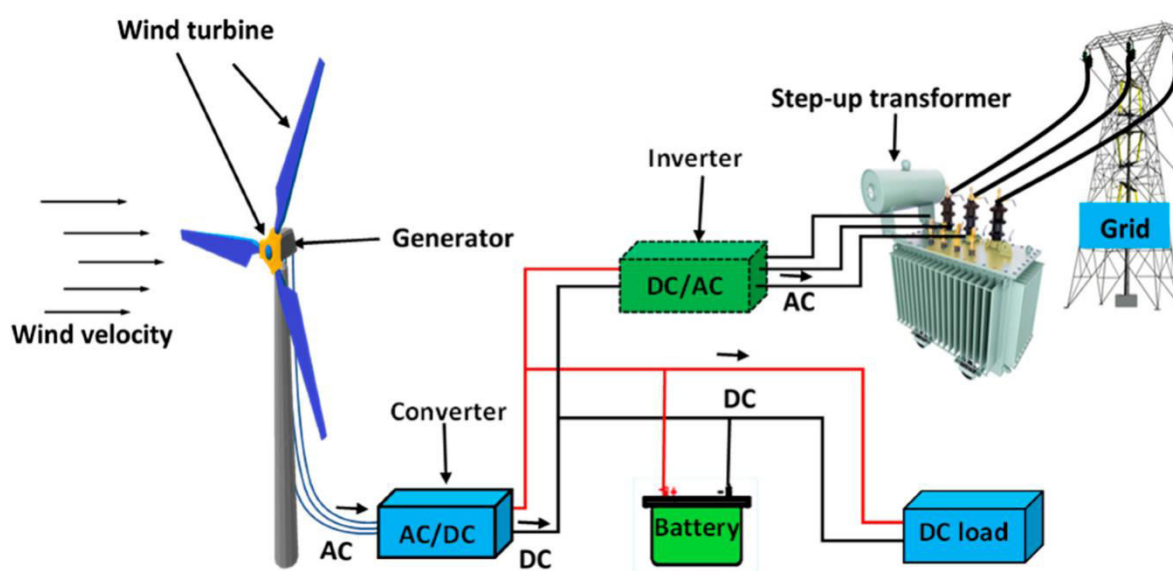 Wind turbine
Step-up transformer
Inverter
Grid
Generator
DC/AC
AC
Wind velocity
Converter
DC
AC/DC
Battery
DC load
AC
DC